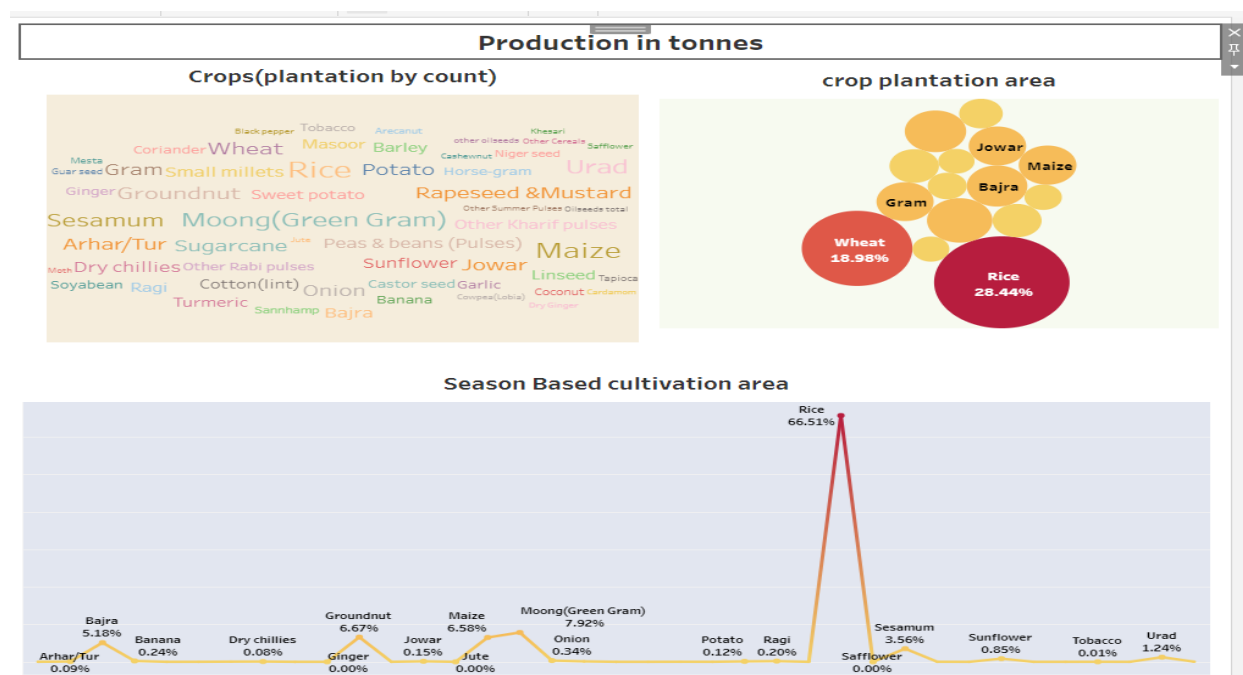 Production in tonnes
Crops(plantation by count)
crop plantation area
Black pepper Tobacco Arecanut Khesari
Coriander Wheat Masoor Barley other oilseeds Other Cereals Safflower
Mesta Cashewnut Niger seed
Guar seed Gram Small millets Rice Potato Horse-gram Urad
Ginger Groundnut Sweet potato Rapeseed &Mustard
Other Summer Pulses Oilseeds total
Sesamum Moong(Green Gram) Other Kharif pulses
Arhar/Tur Sugarcane Jute Peas & beans (Pulses) Maize
Moth Dry chillies Other Rabi pulses Sunflower Jowar
Linseed Tapioca
Soyabean Ragi Cotton(lint) Onion Castor seed Garlic Coconut Cardamom
Turmeric Banana Cowpea(Lobia)
Sannhamp Bajra Dry Ginger
Jowar
Maize
Bajra
Gram
Wheat
18.98%
Rice
28.44%
Season Based cultivation area
Arhar/Tur
0.09%
Bajra
5.18%
Banana
0.24%
Dry chillies
0.08%
Groundnut
6.67%
Ginger
0.00%
Jowar
0.15%
Maize
6.58%
Jute
0.00%
Moong(Green Gram)
7.92%
Onion
0.34%
Potato
0.12%
Ragi
0.20%
Rice
66.51%
Safflower
0.00%
Sesamum
3.56%
Sunflower
0.85%
Tobacco
0.01%
Urad
1.24%